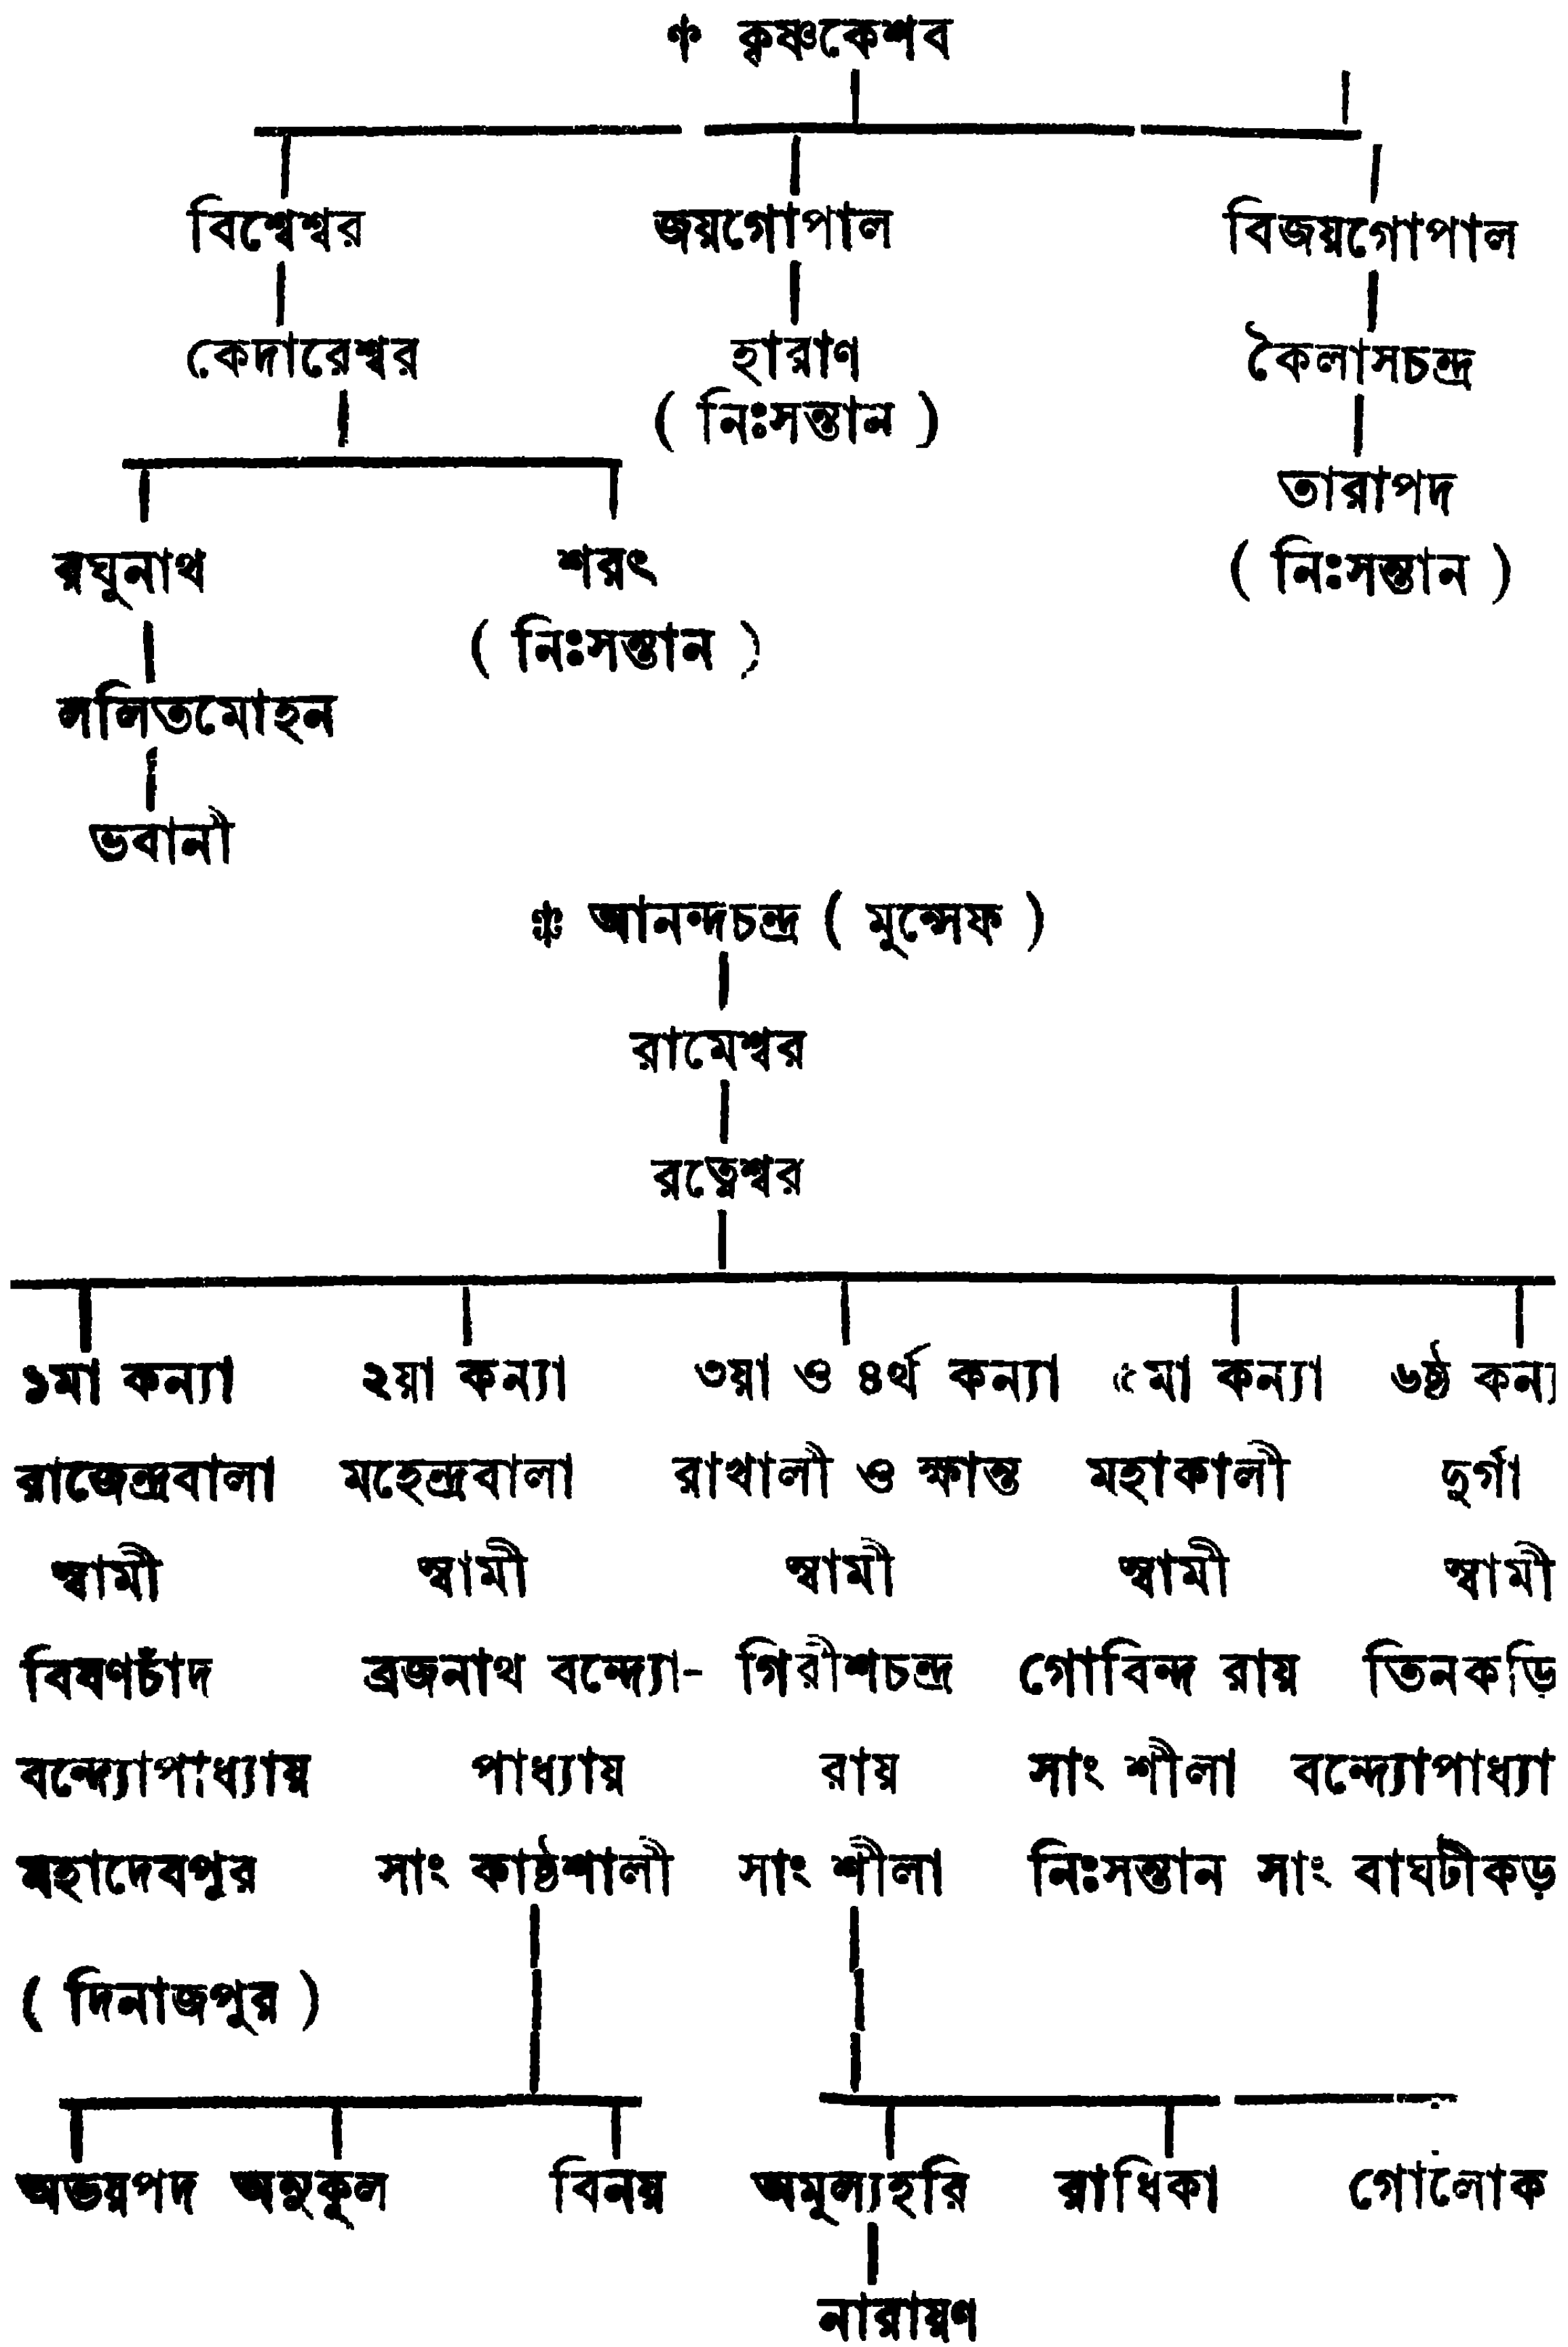 ✢ কৃষ্ণকেশব
বিশ্বেশ্বর জয়গোপাল বিজয়গোপাল
কেদারেশ্বর হারাণ কৈলাসচন্দ্র
( নিঃসন্তান )
তারাপদ
রঘুনাথ শরৎ ( নিঃসন্তান )
( নিঃসন্তান )
ললিতমোহন
ভবানী
আনন্দচন্দ্র ( মুন্সেফ )
রামেশ্বর
রত্নেশ্বর
১মা কন্যা ২য়া কন্যা ৩য়া ও ৪র্থ কন্যা ৫মা কন্যা ৬ষ্ঠ কন্যা
রাজেন্দ্রবালা মহেন্দ্রবালা রাখালী ও ক্ষান্ত মহাকালী দুর্গা
স্বামী স্বামী স্বামী স্বামী স্বামী
বিষণচাঁদ ব্রজনাথ বন্দ্যো- গিরীশচন্দ্র গোবিন্দ রায় তিনকড়ি
বন্দ্যোপাধ্যায় পাধ্যায় রায় সাং শীলা বন্দ্যোপাধ্যা
মহাদেবপুর সাং কাষ্ঠশালী সাং শীলা নিঃসন্তান সাং বাঘটীকড়
( দিনাজপুর )
অভয়পদ অনুকুল বিনয় অমূল্যহরি রাধিকা গোলোক
নারায়ণ